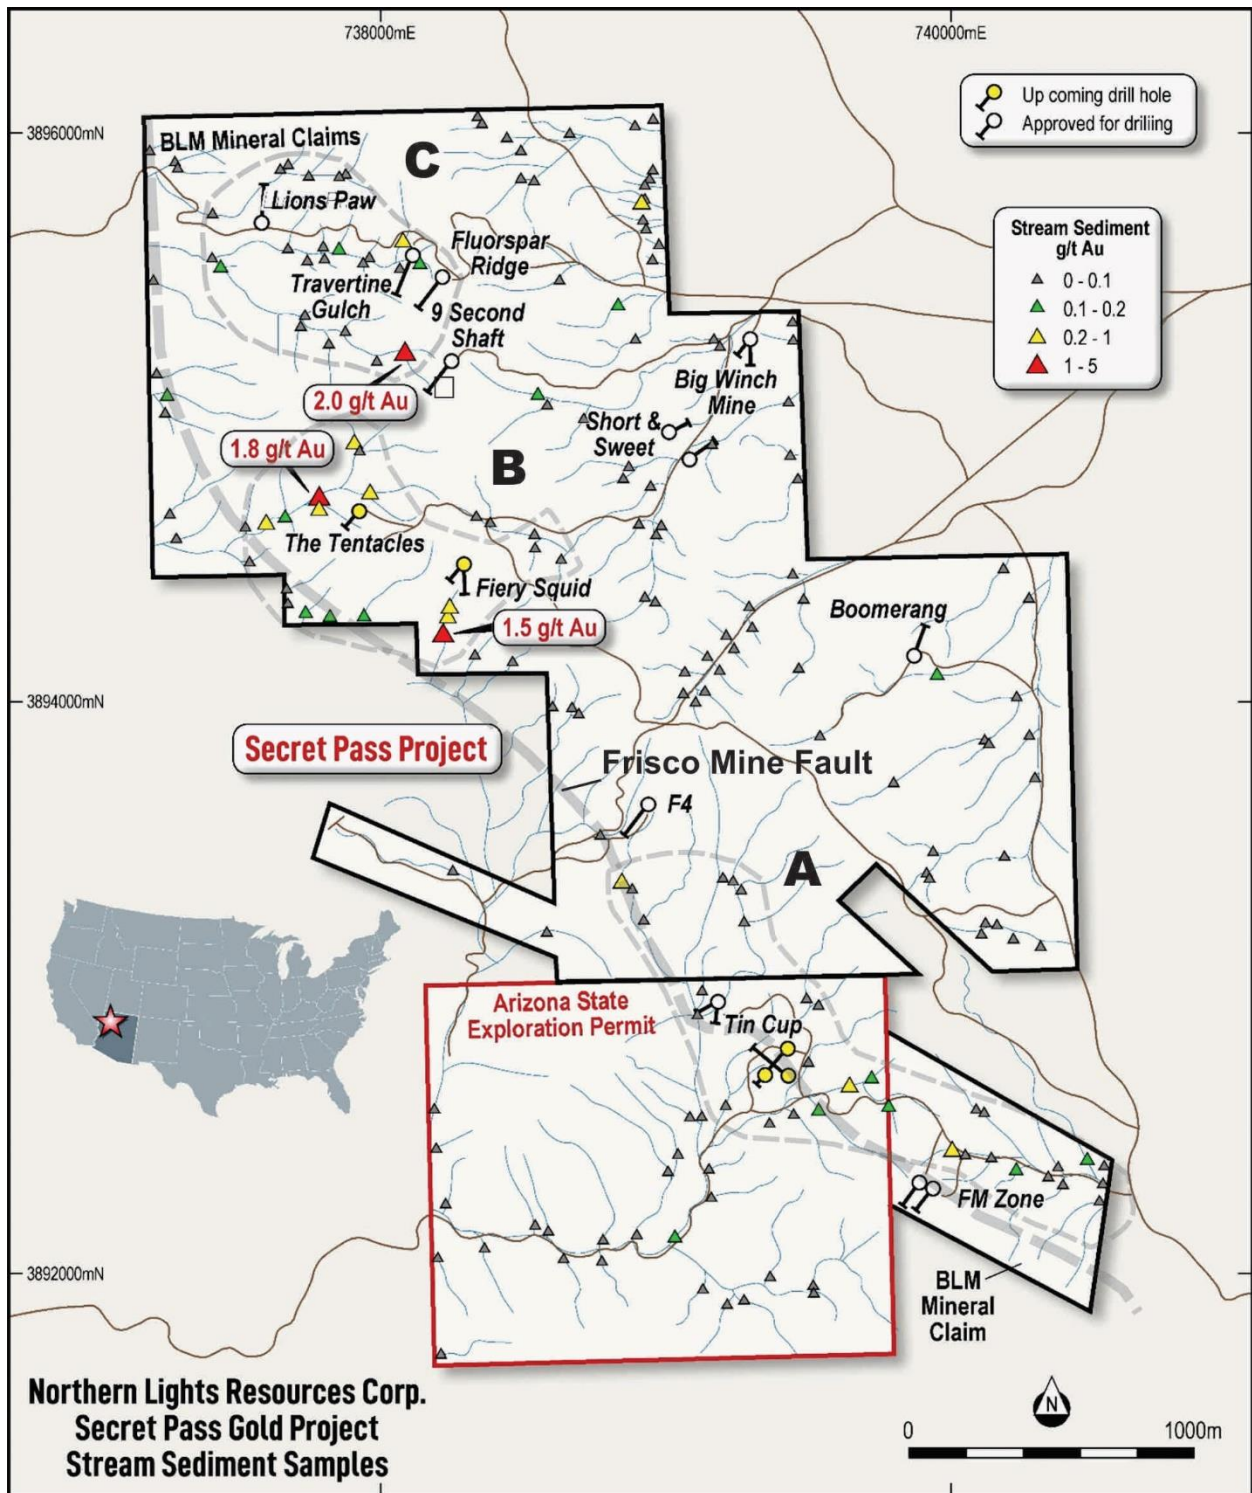 738000mE
740000mE
3896000mN
BLM Mineral Claims
C
Up coming drill hole
Approved for drilling
Lions Paw
Stream Sediment
g/t Au
0 - 0.1
0.1 - 0.2
0.2 - 1
1 - 5
Fluorspar
Ridge
Travertine
Gulch
9 Second
Shaft
Big Winch
Mine
2.0 g/t Au
Short &
Sweet
1.8 g/t Au
B
The Tentacles
Fiery Squid
1.5 g/t Au
Boomerang
3894000mN
Secret Pass Project
Frisco Mine Fault
F4
A
Arizona State
Exploration Permit
Tin Cup
FM Zone
3892000mN
BLM
Mineral
Claim
Northern Lights Resources Corp.
Secret Pass Gold Project
Stream Sediment Samples
N
0
1000m